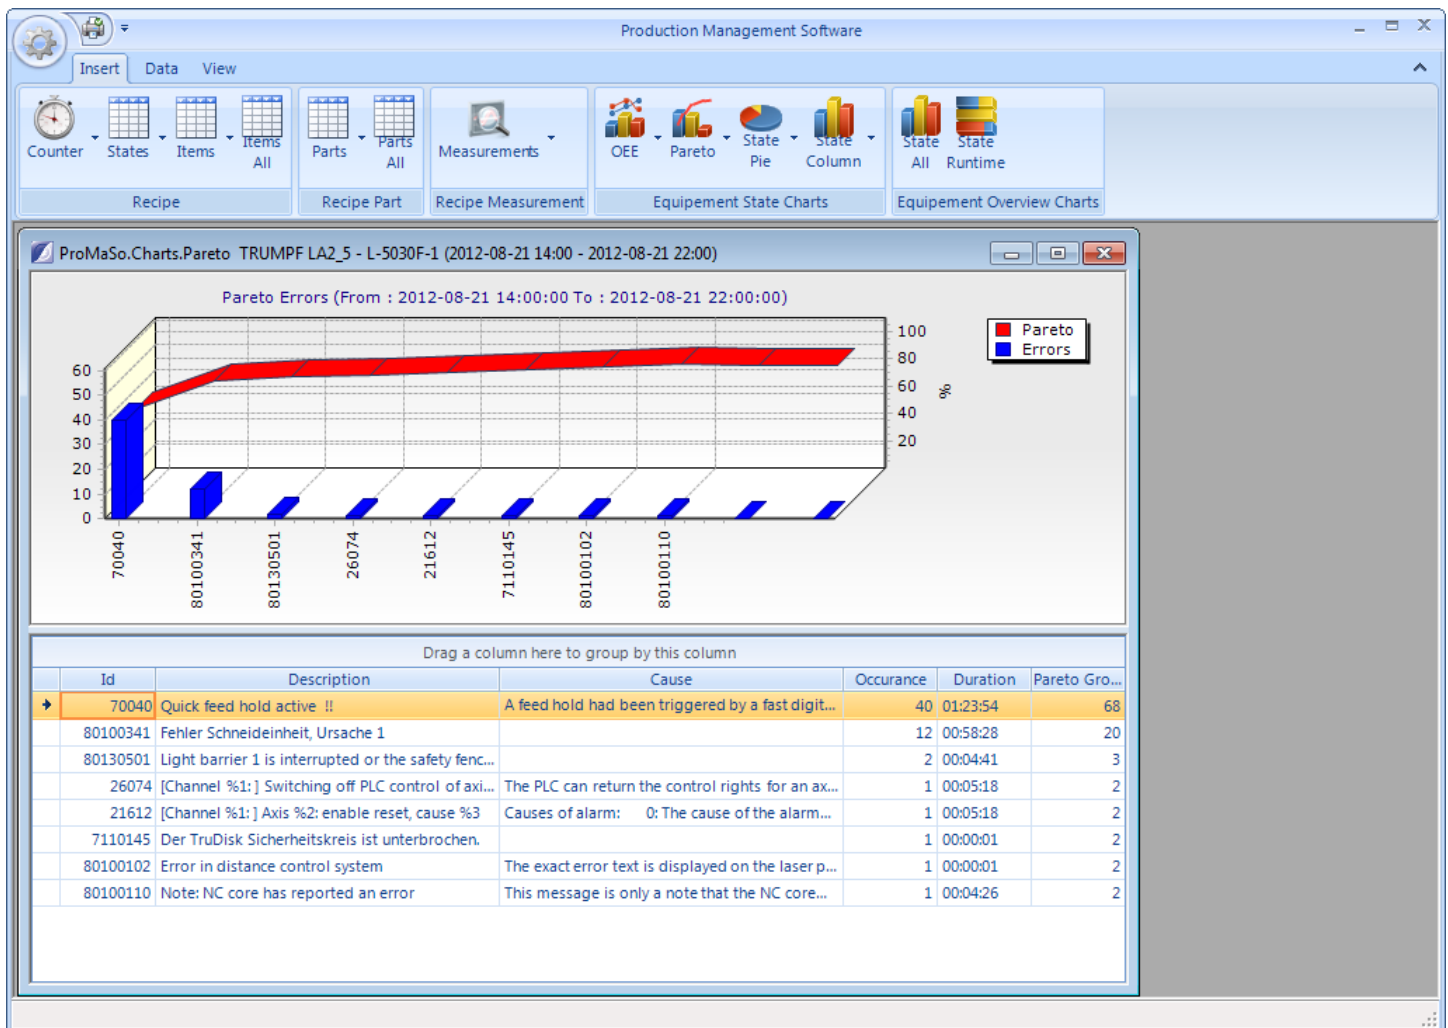 Production Management Software
Insert Data View
Counter States Items Items All Parts Parts All Measurements OEE Pareto State Pie State Column State All State Runtime
Recipe Recipe Part Recipe Measurement Equipement State Charts Equipement Overview Charts
ProMaSo.Charts.Pareto TRUMPF LA2_5 - L-5030F-1 (2012-08-21 14:00 - 2012-08-21 22:00)
Pareto Errors (From : 2012-08-21 14:00:00 To : 2012-08-21 22:00:00)
Pareto
Errors
60
50
40
30
20
10
0
100
80
60
40
20
%
70040
80100341
80130501
26074
21612
7110145
80100102
80100110
Drag a column here to group by this column
Id Description Cause Occurance Duration Pareto Gro...
70040 Quick feed hold active !! A feed hold had been triggered by a fast digit... 40 01:23:54 68
80100341 Fehler Schneideinheit, Ursache 1 12 00:58:28 20
80130501 Light barrier 1 is interrupted or the safety fenc... 2 00:04:41 3
26074 [Channel %1: ] Switching off PLC control of axi... The PLC can return the control rights for an ax... 1 00:05:18 2
21612 [Channel %1: ] Axis %2: enable reset, cause %3 Causes of alarm: 0: The cause of the alarm... 1 00:05:18 2
7110145 Der TruDisk Sicherheitskreis ist unterbrochen. 1 00:00:01 2
80100102 Error in distance control system The exact error text is displayed on the laser p... 1 00:00:01 2
80100110 Note: NC core has reported an error This message is only a note that the NC core... 1 00:04:26 2